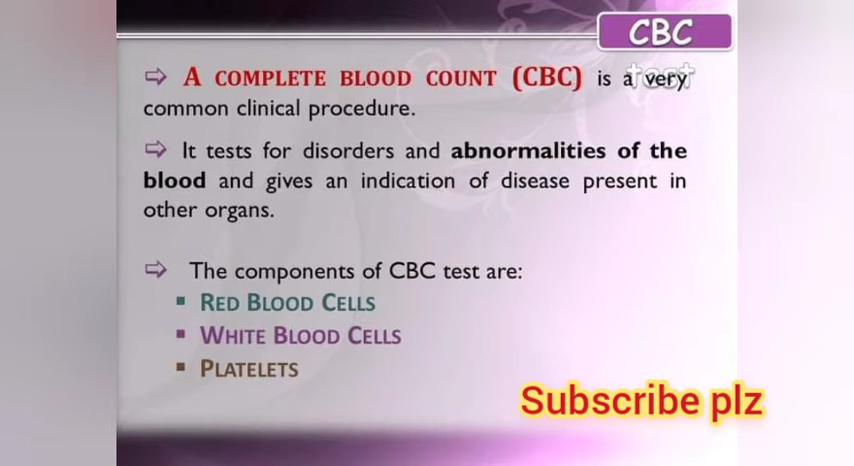 CBC
test
⇨ A COMPLETE BLOOD COUNT (CBC) is a very
common clinical procedure.
⇨ It tests for disorders and abnormalities of the
blood and gives an indication of disease present in
other organs.
⇨ The components of CBC test are:
▪ RED BLOOD CELLS
▪ WHITE BLOOD CELLS
▪ PLATELETS
Subscribe plz